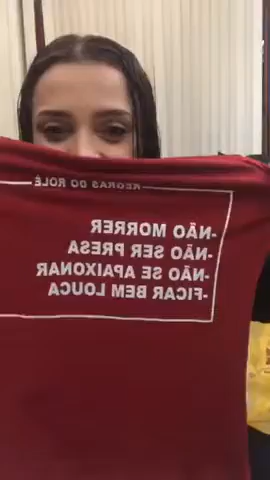 REGRAS DO ROLÊ
-NÃO MORRER
-NÃO SER PRESA
-NÃO SE APAIXONAR
-FICAR BEM LOUCA